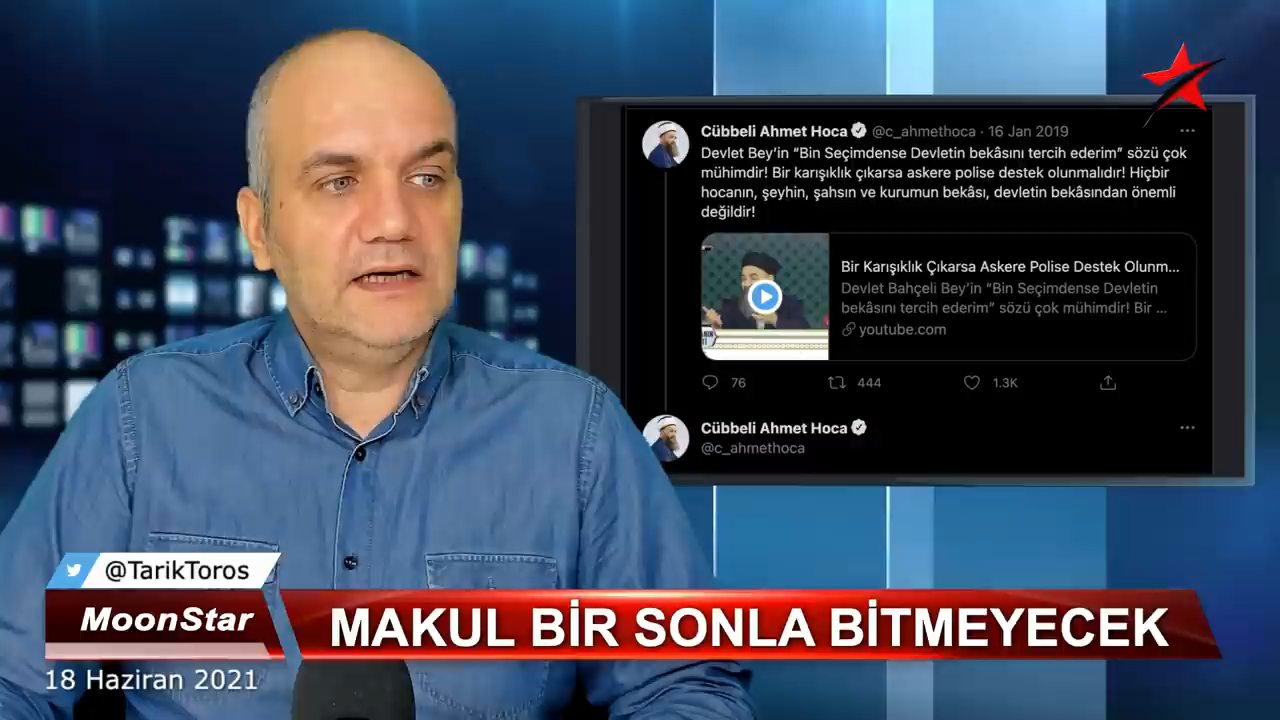 Cübbeli Ahmet Hoca @c_ahmethoca · 16 Jan 2019
Devlet Bey'in “Bin Seçimdense Devletin bekâsını tercih ederim” sözü çok
mühimdir! Bir karışıklık çıkarsa askere polise destek olunmalıdır! Hiçbir
hocanın, şeyhin, şahsın ve kurumun bekâsı, devletin bekâsından önemli
değildir!
Bir Karışıklık Çıkarsa Askere Polise Destek Olunm...
Devlet Bahçeli Bey'in “Bin Seçimdense Devletin
bekâsını tercih ederim” sözü çok mühimdir! Bir ...
youtube.com
76 444 1.3K
Cübbeli Ahmet Hoca
@c_ahmethoca
@TarikToros
MoonStar
MAKUL BİR SONLA BİTMEYECEK
18 Haziran 2021